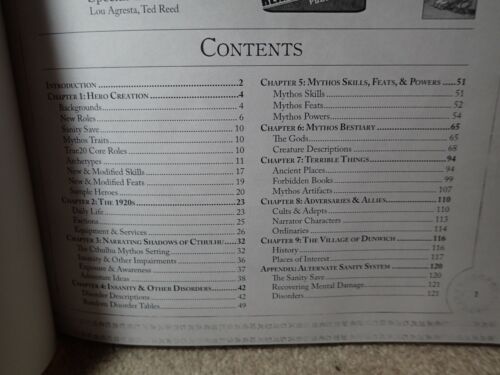 Special
Lou Agresta, Ted Reed
CONTENTS
INTRODUCTION 2
CHAPTER 1: HERO CREATION 4
Backgrounds 4
New Roles 6
Sanity Save 10
Mythos Traits 10
True20 Core Roles 10
Archetypes 11
New & Modified Skills 17
New & Modified Feats 19
Sample Heroes 20
CHAPTER 2: THE 1920S 23
Daily Life 23
Factions 25
Equipment & Services 26
CHAPTER 3: NARRATING SHADOWS OF CTHULHU 32
The Cthulhu Mythos Setting 32
Insanity & Other Impairments 36
Exposure & Awareness 37
Adventure Ideas 38
CHAPTER 4: INSANITY & OTHER DISORDERS 42
Disorder Descriptions 42
Random Disorder Tables 49
CHAPTER 5: MYTHOS SKILLS, FEATS, & POWERS 51
Mythos Skills 51
Mythos Feats 52
Mythos Powers 54
CHAPTER 6: MYTHOS BESTIARY 65
The Gods 65
Creature Descriptions 68
CHAPTER 7: TERRIBLE THINGS 94
Ancient Places 94
Forbidden Books 99
Mythos Artifacts 107
CHAPTER 8: ADVERSARIES & ALLIES 110
Cults & Adepts 110
Narrator Characters 113
Ordinaries 114
CHAPTER 9: THE VILLAGE OF DUNWICH 116
History 116
Places of Interest 117
APPENDIX: ALTERNATE SANITY SYSTEM 120
The Sanity Save 120
Recovering Mental Damage 121
Disorders 121